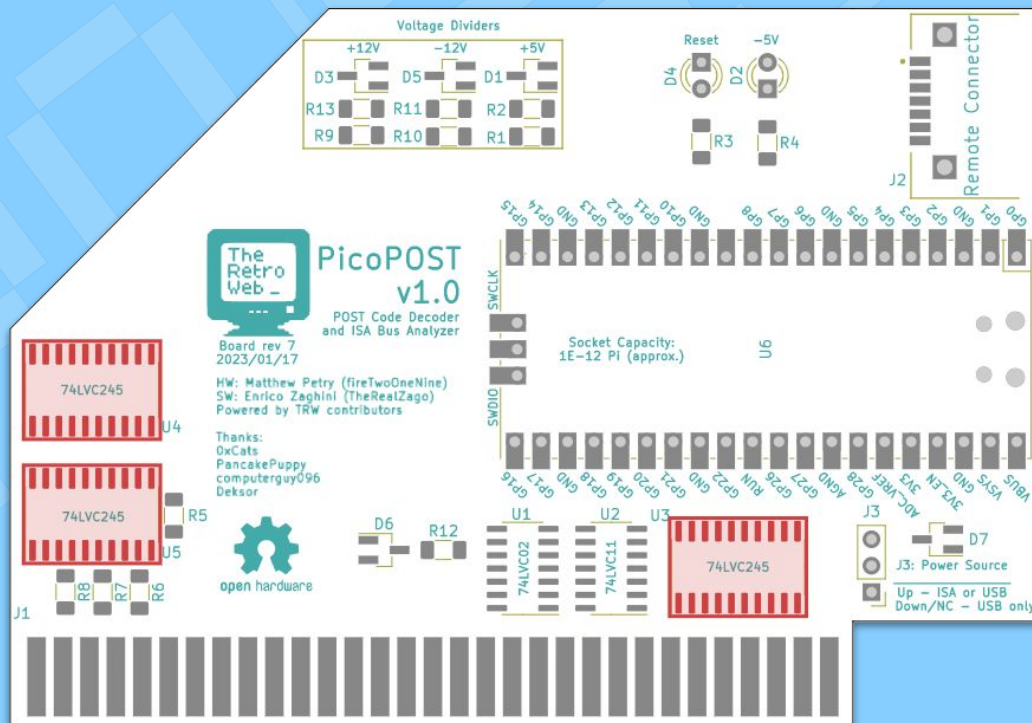 Voltage Dividers
+12V -12V +5V
D3 D5 D1
R13 R11 R2
R9 R10 R1
Reset -5V
D4 D2
R3 R4
Remote Connector
J2
GP15 GP14 GND GP13 GP12 GP11 GP10 GND GP8 GP7 GP6 GND GP5 GP4 GP3 GP2 GND GP1 GP0
The
Retro
Web _
PicoPOST
v1.0
POST Code Decoder
and ISA Bus Analyzer
Board rev 7
2023/01/17
HW: Matthew Petry (fireTwoOneNine)
SW: Enrico Zaghini (TheRealZago)
Powered by TRW contributors
Thanks:
0xCats
PancakePuppy
computerguy096
Deksor
open hardware
SWCLK
SWDIO
Socket Capacity:
1E-12 Pi (approx.)
U6
GP16 GP17 GND GP18 GP19 GP20 GP21 GND GP22 RUN GP26 GP27 AGND GP28 ADC_VREF 3V3 3V3_EN GND VSYS VBUS
74LVC245
U4
74LVC245
U5
R5
R8 R7 R6
J1
D6
R12
U1
74LVC02
U2
74LVC11
U3
74LVC245
J3
D7
J3: Power Source
Up - ISA or USB
Down/NC - USB only